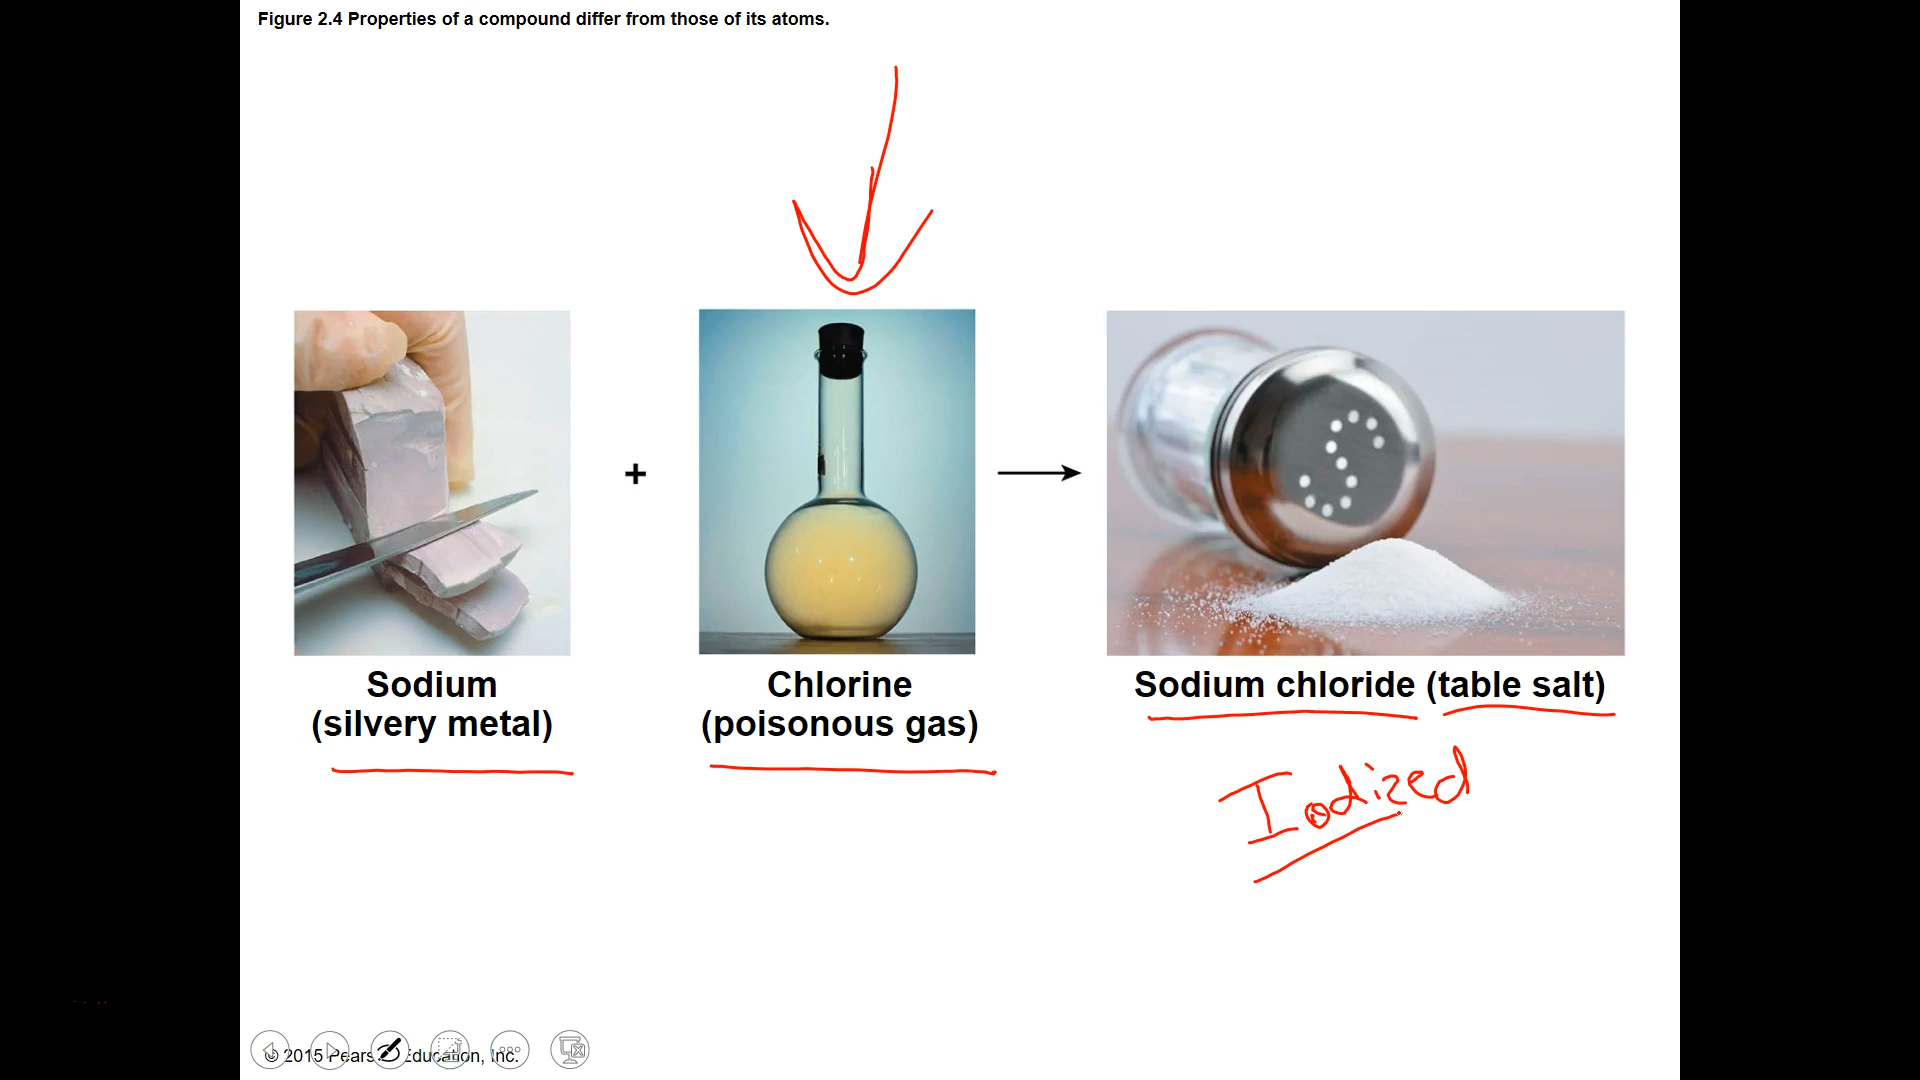 Figure 2.4 Properties of a compound differ from those of its atoms.
+
Sodium
(silvery metal)
Chlorine
(poisonous gas)
Sodium chloride (table salt)
Iodized
© 2015 Pearson Education, Inc.